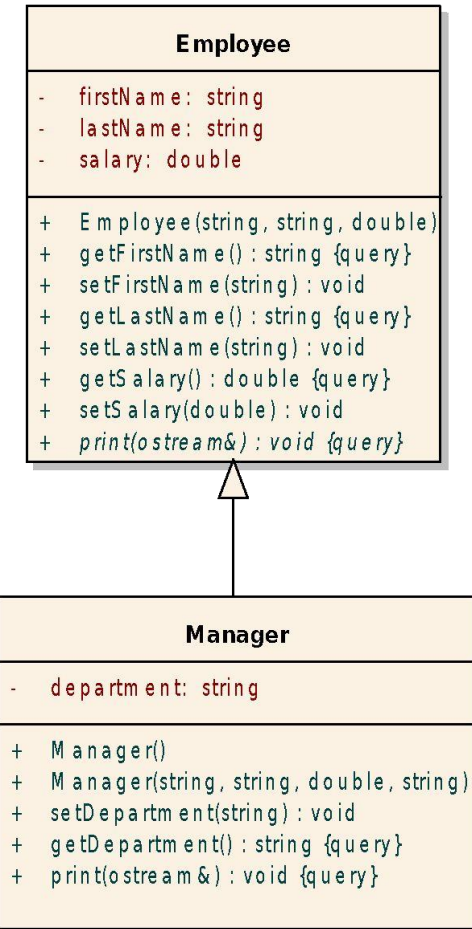 Employee
- firstName: string
- lastName: string
- salary: double
+ Employee(string, string, double)
+ getFirstName() : string {query}
+ setFirstName(string) : void
+ getLastName() : string {query}
+ setLastName(string) : void
+ getSalary() : double {query}
+ setSalary(double) : void
+ print(ostream&) : void {query}
Manager
- department: string
+ Manager()
+ Manager(string, string, double, string)
+ setDepartment(string) : void
+ getDepartment() : string {query}
+ print(ostream&) : void {query}